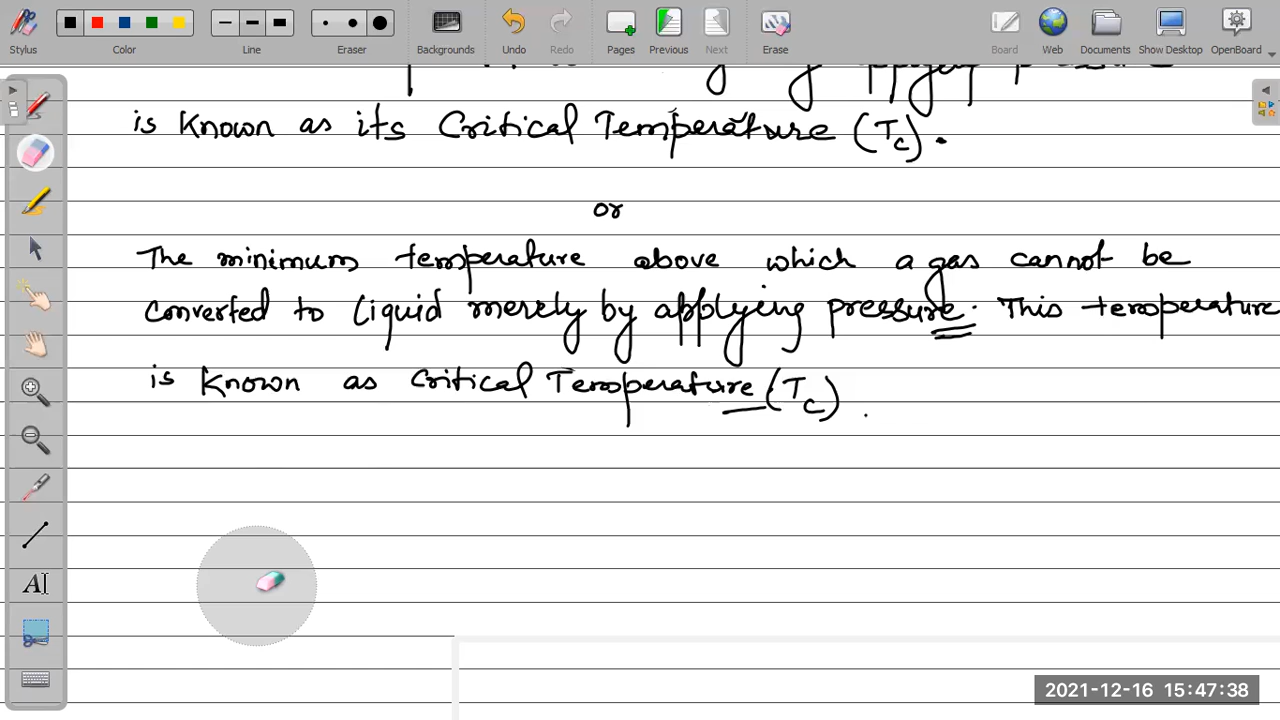 Stylus Color Line Eraser Backgrounds Undo Redo Pages Previous Next Erase Board Web Documents Show Desktop OpenBoard
applying pressure
is known as its Critical Temperature (Tc).
or
The minimum temperature above which a gas cannot be
converted to liquid merely by applying pressure. This temperature
is known as Critical Temperature (Tc).
2021-12-16 15:47:38